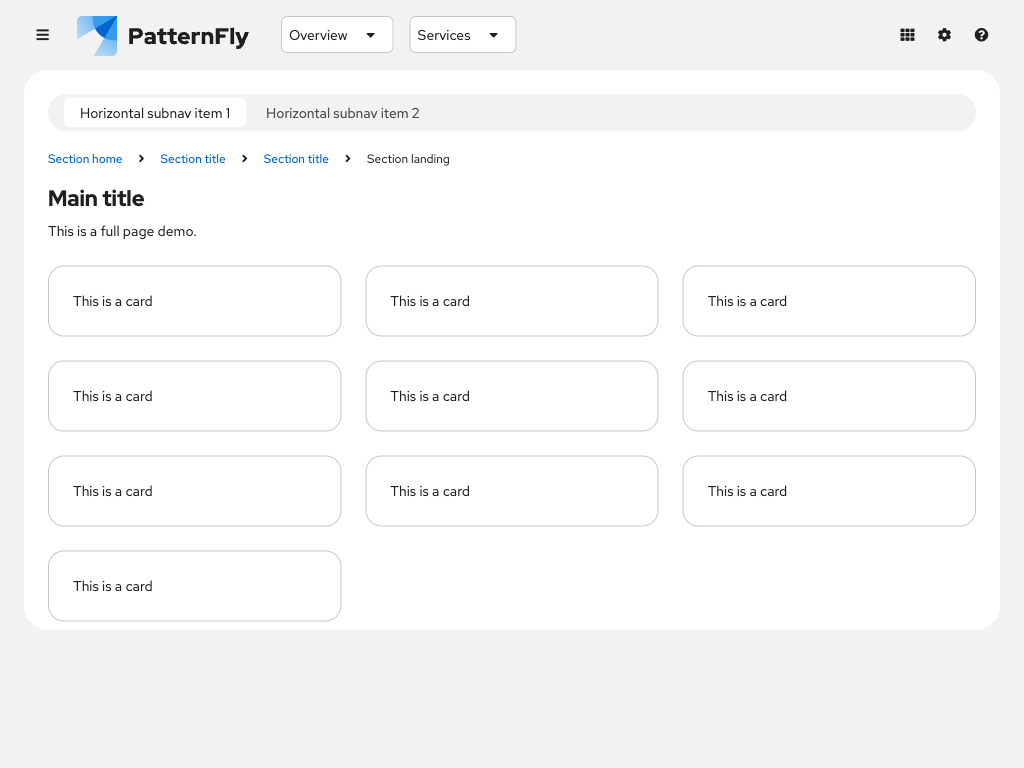 PatternFly Overview Services
Horizontal subnav item 1 Horizontal subnav item 2
Section home Section title Section title Section landing
Main title
This is a full page demo.
This is a card This is a card This is a card
This is a card This is a card This is a card
This is a card This is a card This is a card
This is a card